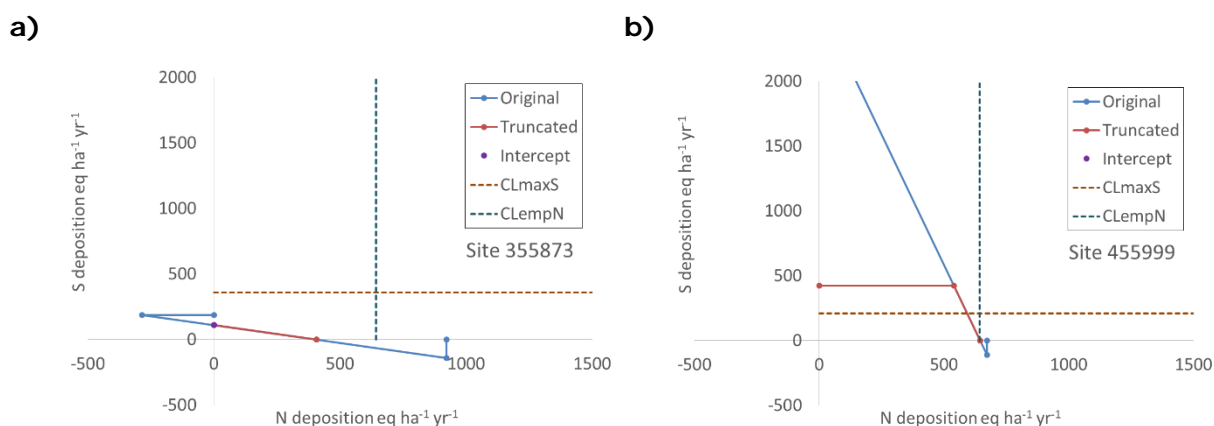 a)
2000
1500
1000
500
0
-500
-500
0
500
1000
1500
S deposition eq ha⁻¹ yr⁻¹
N deposition eq ha⁻¹ yr⁻¹
Original
Truncated
Intercept
CLmaxS
CLempN
Site 355873
b)
2000
1500
1000
500
0
-500
-500
0
500
1000
1500
S deposition eq ha⁻¹ yr⁻¹
N deposition eq ha⁻¹ yr⁻¹
Original
Truncated
Intercept
CLmaxS
CLempN
Site 455999